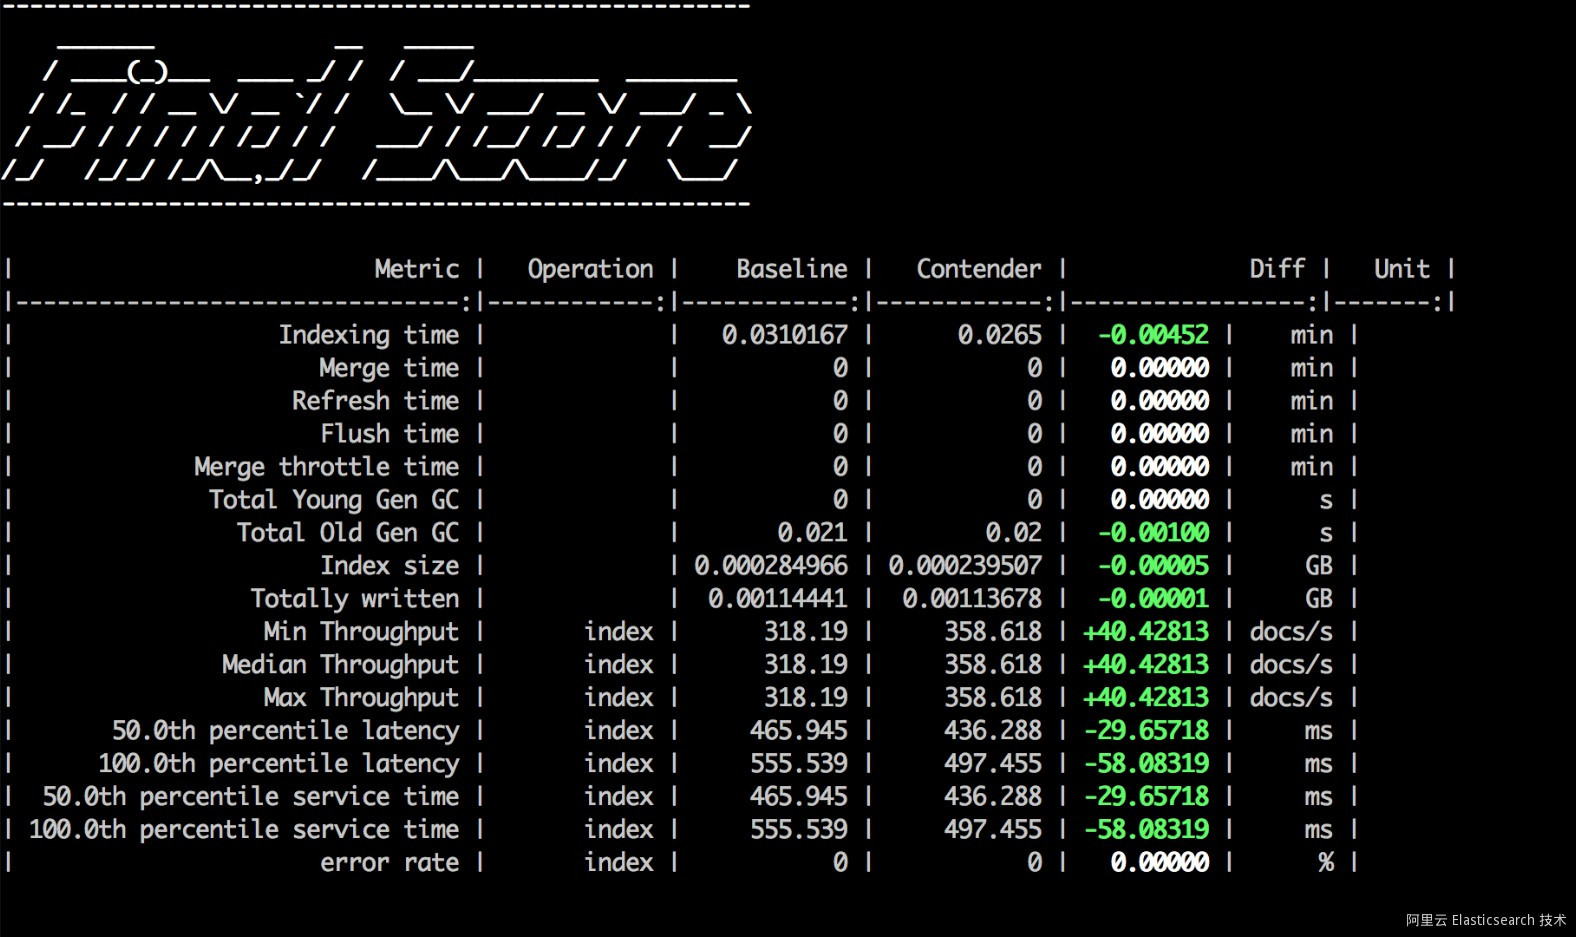 Final Score
| Metric | Operation | Baseline | Contender | Diff | Unit |
|--------------------------------:|------------:|------------:|------------:|-----------------:|-------:|
| Indexing time | | 0.0310167 | 0.0265 | -0.00452 | min |
| Merge time | | 0 | 0 | 0.00000 | min |
| Refresh time | | 0 | 0 | 0.00000 | min |
| Flush time | | 0 | 0 | 0.00000 | min |
| Merge throttle time | | 0 | 0 | 0.00000 | min |
| Total Young Gen GC | | 0 | 0 | 0.00000 | s |
| Total Old Gen GC | | 0.021 | 0.02 | -0.00100 | s |
| Index size | | 0.000284966 | 0.000239507 | -0.00005 | GB |
| Totally written | | 0.00114441 | 0.00113678 | -0.00001 | GB |
| Min Throughput | index | 318.19 | 358.618 | +40.42813 | docs/s |
| Median Throughput | index | 318.19 | 358.618 | +40.42813 | docs/s |
| Max Throughput | index | 318.19 | 358.618 | +40.42813 | docs/s |
| 50.0th percentile latency | index | 465.945 | 436.288 | -29.65718 | ms |
| 100.0th percentile latency | index | 555.539 | 497.455 | -58.08319 | ms |
| 50.0th percentile service time | index | 465.945 | 436.288 | -29.65718 | ms |
| 100.0th percentile service time | index | 555.539 | 497.455 | -58.08319 | ms |
| error rate | index | 0 | 0 | 0.00000 | % |
阿里云 Elasticsearch 技术